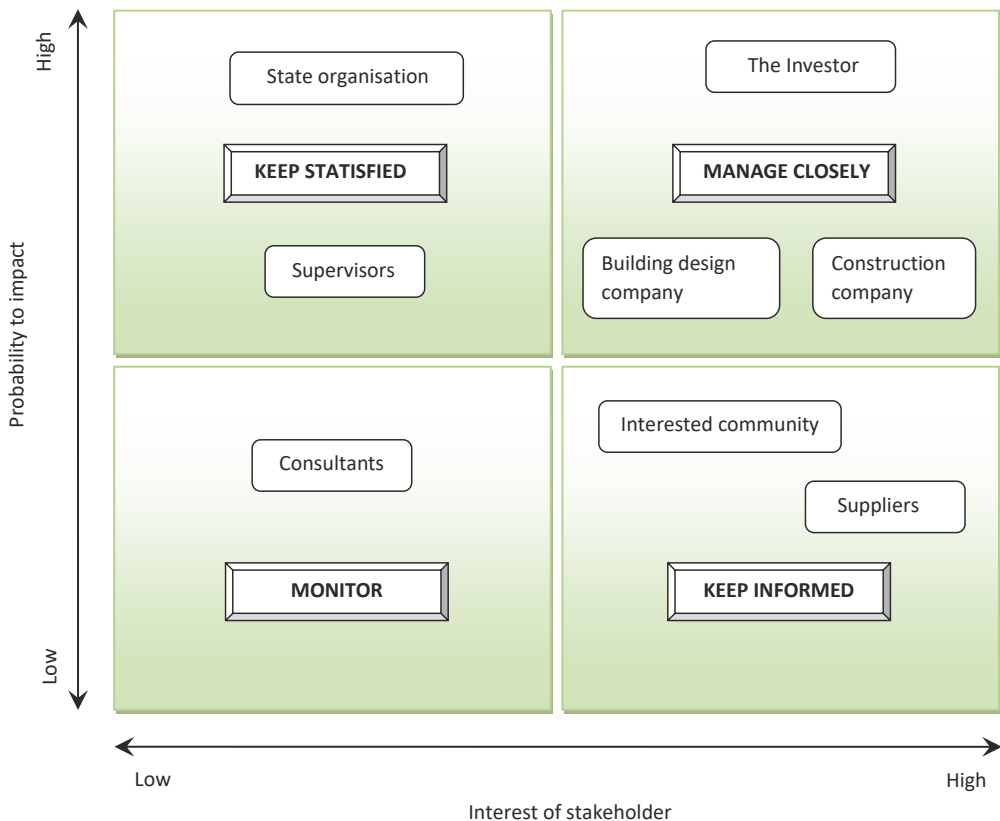 High
State organisation
The Investor
KEEP STATISFIED
MANAGE CLOSELY
Supervisors
Building design
company
Construction
company
Probability to impact
Interested community
Consultants
Suppliers
MONITOR
KEEP INFORMED
Low
Low
High
Interest of stakeholder